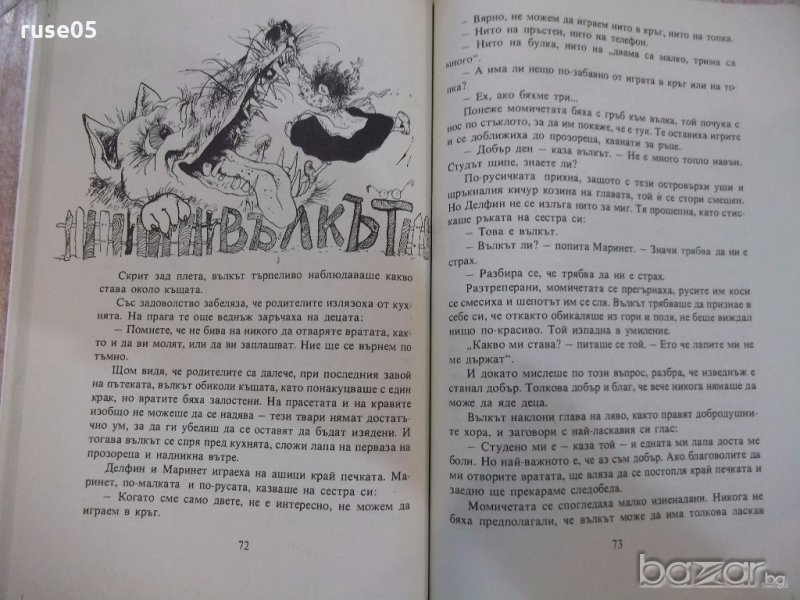 ruse05
ВЪЛКЪТ
Скрит зад плета, вълкът търпеливо наблюдаваше какво
става около къщата.
Със задоволство забеляза, че родителите излязоха от кух-
нята. На прага те още веднъж заръчаха на децата:
— Помнете, че не бива на никого да отваряте вратата, как-
то и да ви молят, или да ви заплашват. Ние ще се върнем по
тъмно.
Щом видя, че родителите са далече, при последния завой
на пътеката, вълкът обиколи къщата, като понакуцваше с един
крак, но вратите бяха залостени. На прасетата и на кравите
изобщо не можеше да се надява — тези твари нямат достатъч-
но ум, за да ги убедиш да се оставят да бъдат изядени. И
тогава вълкът се спря пред кухнята, сложи лапа на перваза на
прозореца и надникна вътре.
Делфин и Маринет играеха на ашици край печката. Ма-
ринет, по-малката и по-русата, казваше на сестра си:
— Когато сме само двете, не е интересно, не можем да
играем в кръг.
72
— Вярно, не можем да играем нито в кръг, нито на топка.
— Нито на пръстен, нито на телефон.
— Нито на булка, нито на „двама са малко, трима са
много".
— А има ли нещо по-забавно от играта в кръг или на то-
пка?
— Ех, ако бяхме три...
Понеже момичетата бяха с гръб към вълка, той почука с
нос по стъклото, за да им покаже, че е тук. Те оставиха игрите
и се доближиха до прозореца, хванати за ръце.
— Добър ден — каза вълкът. — Не е много топло навън.
Студът щипе, знаете ли?
По-русичката прихна, защото с тези островърхи уши и
щръкналия кичур козина на главата, той ѝ се стори смешен.
Но Делфин не се излъга нито за миг. Тя прошепна, като стис-
каше ръката на сестра си:
— Това е вълкът.
— Вълкът ли? — попита Маринет. — Значи трябва да ни е
страх.
— Разбира се, че трябва да ни е страх.
Разтреперани, момичетата се прегърнаха, русите им коси
се смесиха и шепотът им се сля. Вълкът трябваше да признае в
себе си, че откакто обикаляше из гори и поля, не беше виждал
нищо по-красиво. Той изпадна в умиление.
„Какво ми става? — питаше се той. — Ето че лапите ми не
ме държат".
И докато мислеше по този въпрос, разбра, че изведнъж е
станал добър. Толкова добър и благ, че вече никога нямаше да
може да яде деца.
Вълкът наклони глава на ляво, както правят добродушни-
те хора, и заговори с най-ласкавия си глас:
— Студено ми е — каза той — и едната ми лапа доста ме
боли. Но най-важното е, че аз съм добър. Ако благоволите да
ми отворите вратата, ще вляза да се постопля край печката и
заедно ще прекараме следобеда.
Момичетата се спогледаха малко изненадани. Никога не
бяха предполагали, че вълкът може да има толкова ласкав
73
bazar.bg